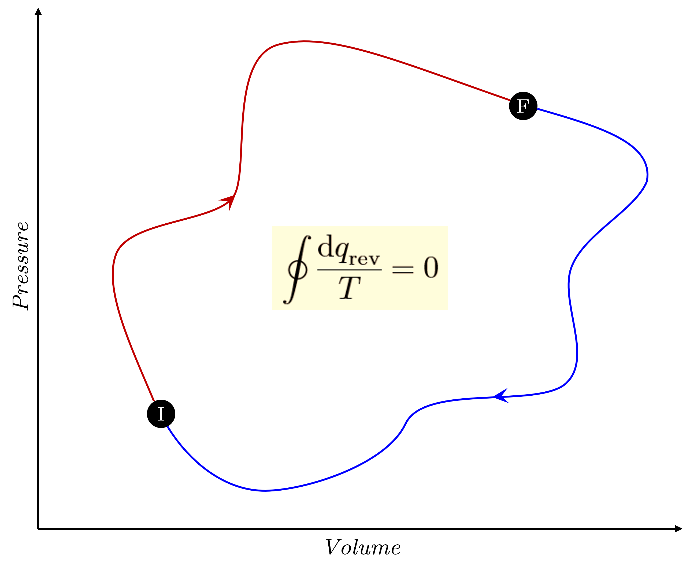 F
Pressure
∮ dq_rev/T = 0
I
Volume